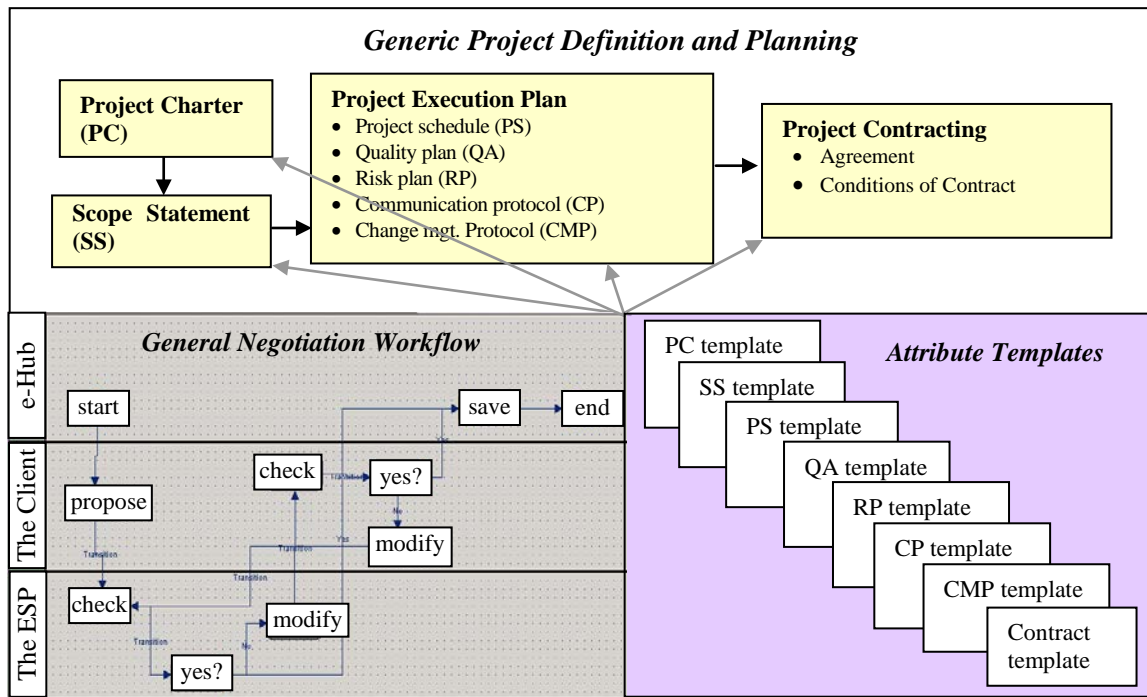 Generic Project Definition and Planning
Project Charter
(PC)
Scope Statement
(SS)
Project Execution Plan
• Project schedule (PS)
• Quality plan (QA)
• Risk plan (RP)
• Communication protocol (CP)
• Change mgt. Protocol (CMP)
Project Contracting
• Agreement
• Conditions of Contract
General Negotiation Workflow
e-Hub
start
save
end
Yes
The Client
propose
check
Transition
yes?
No
modify
Transition
Transition
Yes
The ESP
check
Transition
modify
Transition
No
yes?
Attribute Templates
PC template
SS template
PS template
QA template
RP template
CP template
CMP template
Contract
template